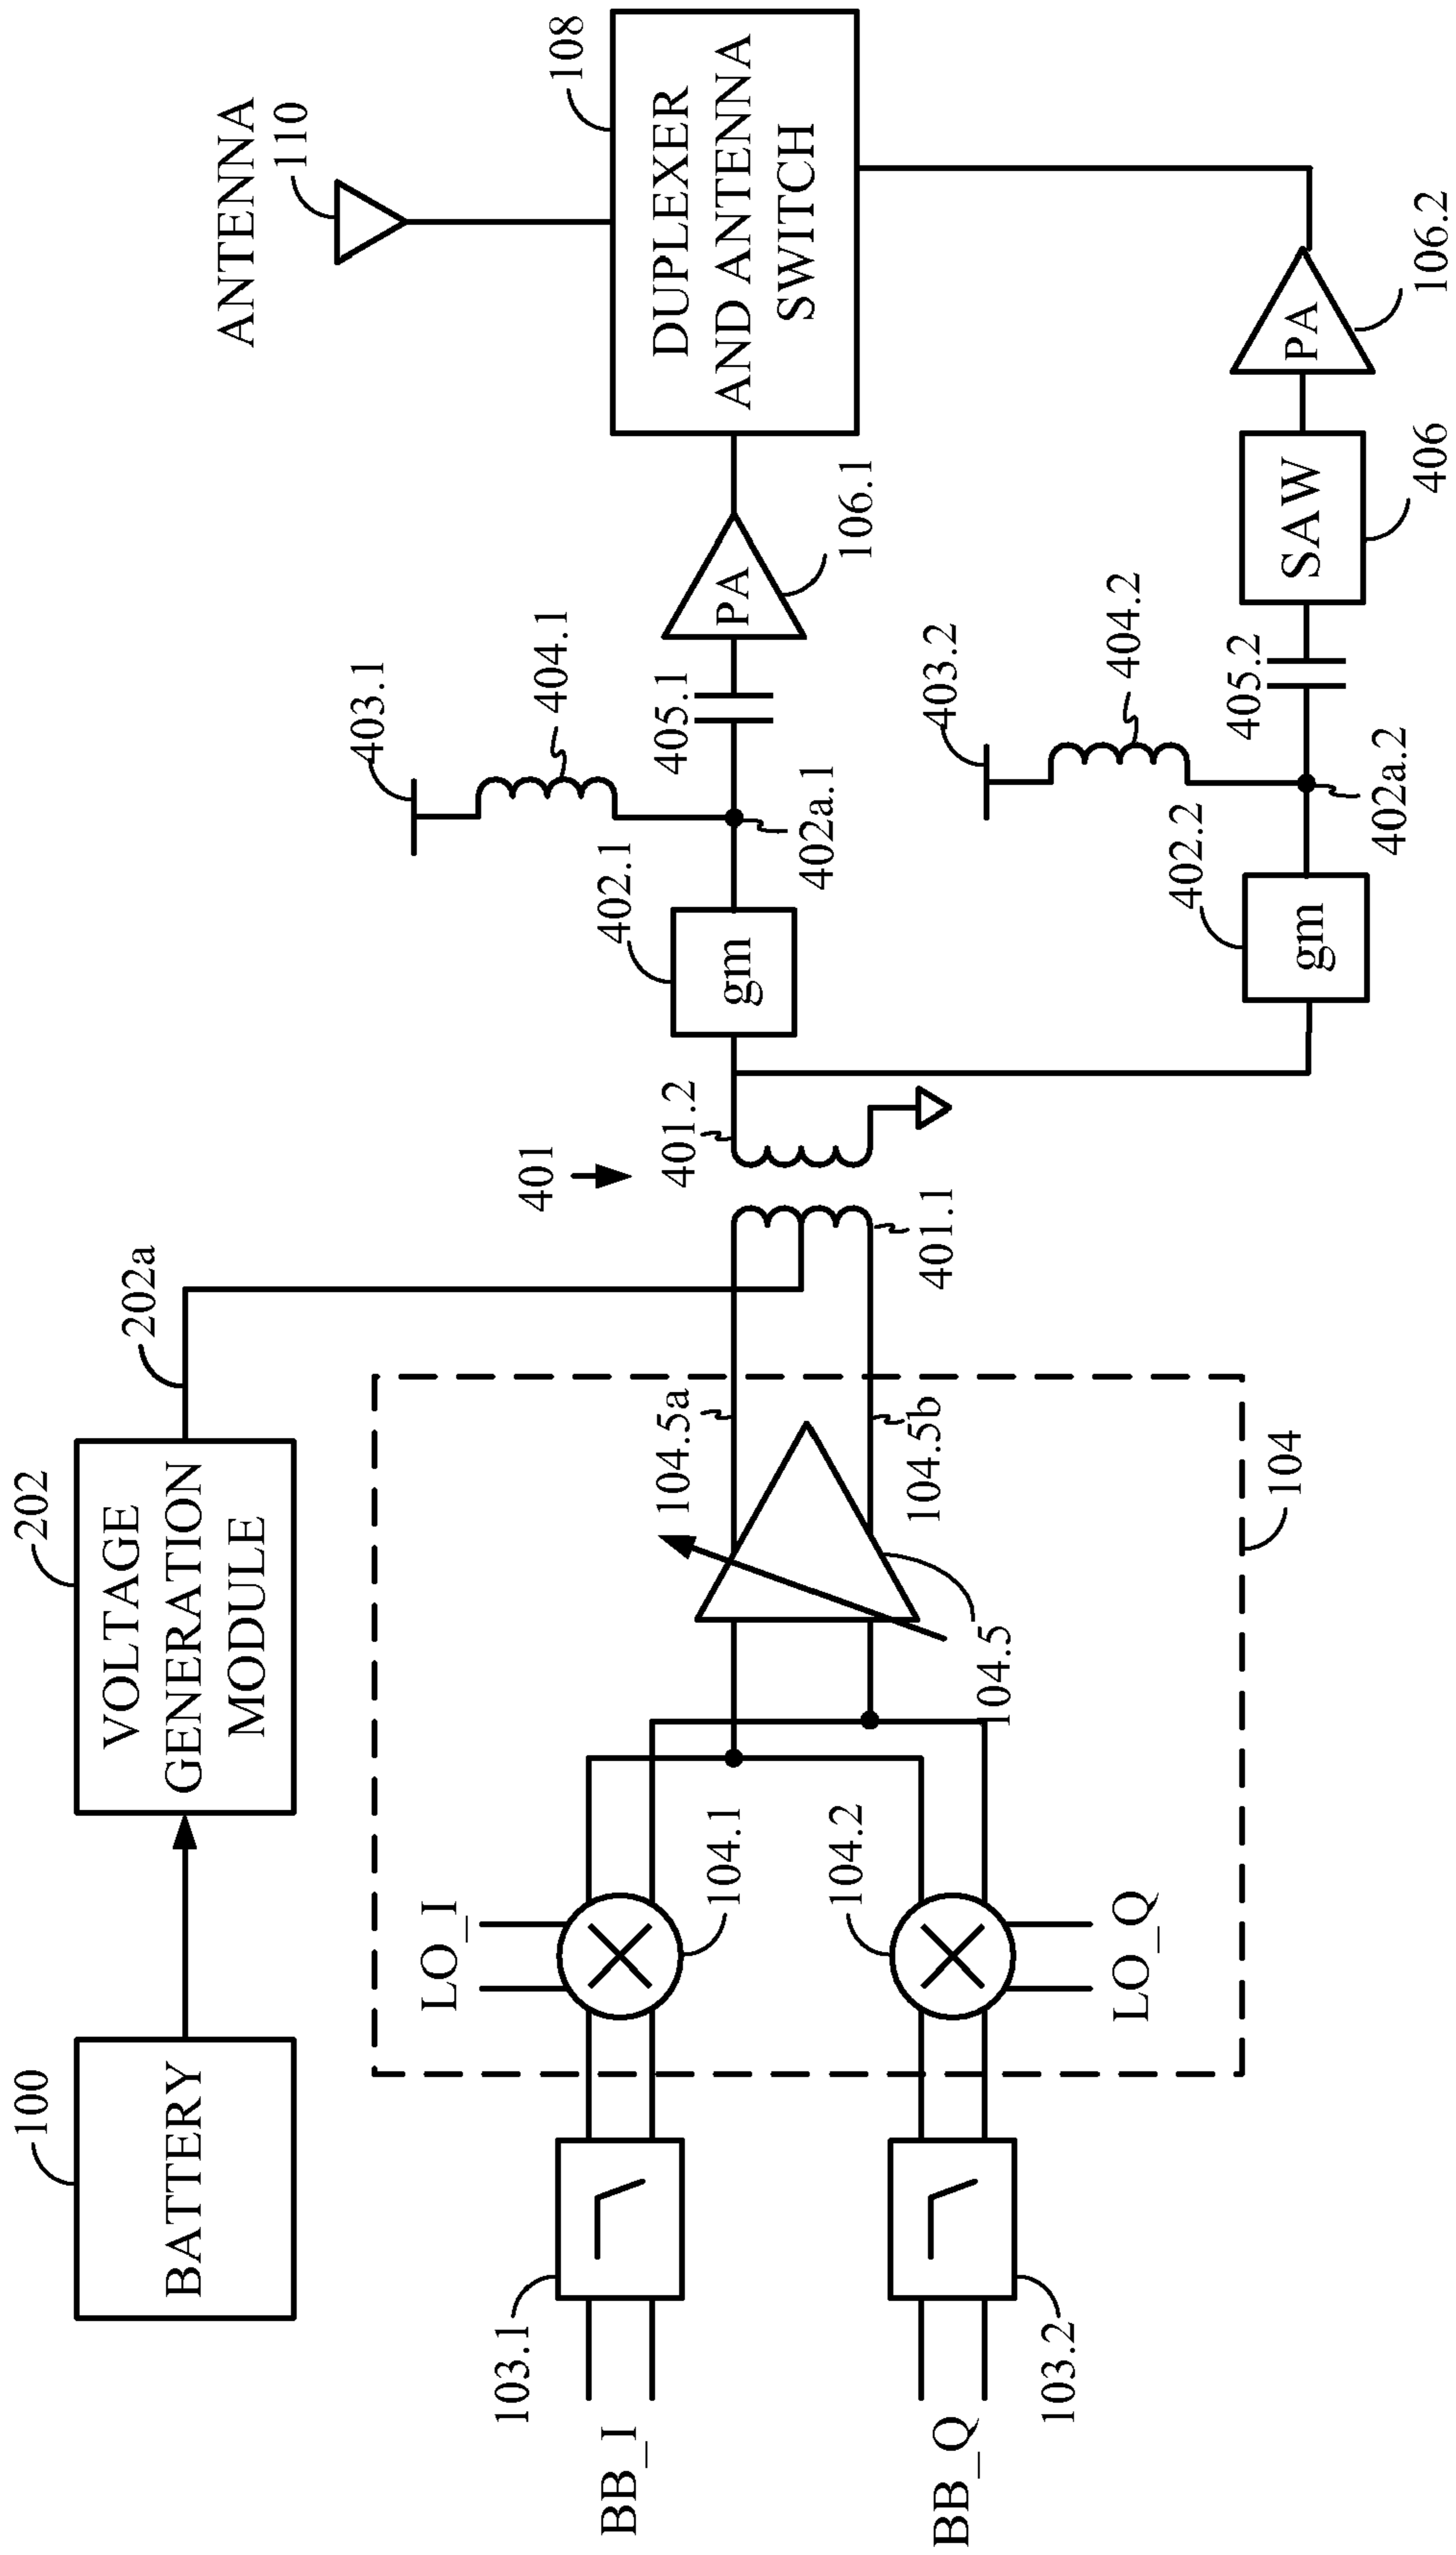 100
BATTERY
202
VOLTAGE
GENERATION
MODULE
202a
ANTENNA
110
108
DUPLEXER
AND ANTENNA
SWITCH
403.1
404.1
405.1
PA
106.1
402.1
gm
402a.1
401
401.2
401.1
104.5a
104.5b
104.5
104
LO_I
104.1
104.2
LO_Q
103.1
BB_I
103.2
BB_Q
403.2
404.2
405.2
402.2
gm
402a.2
SAW
406
PA
106.2